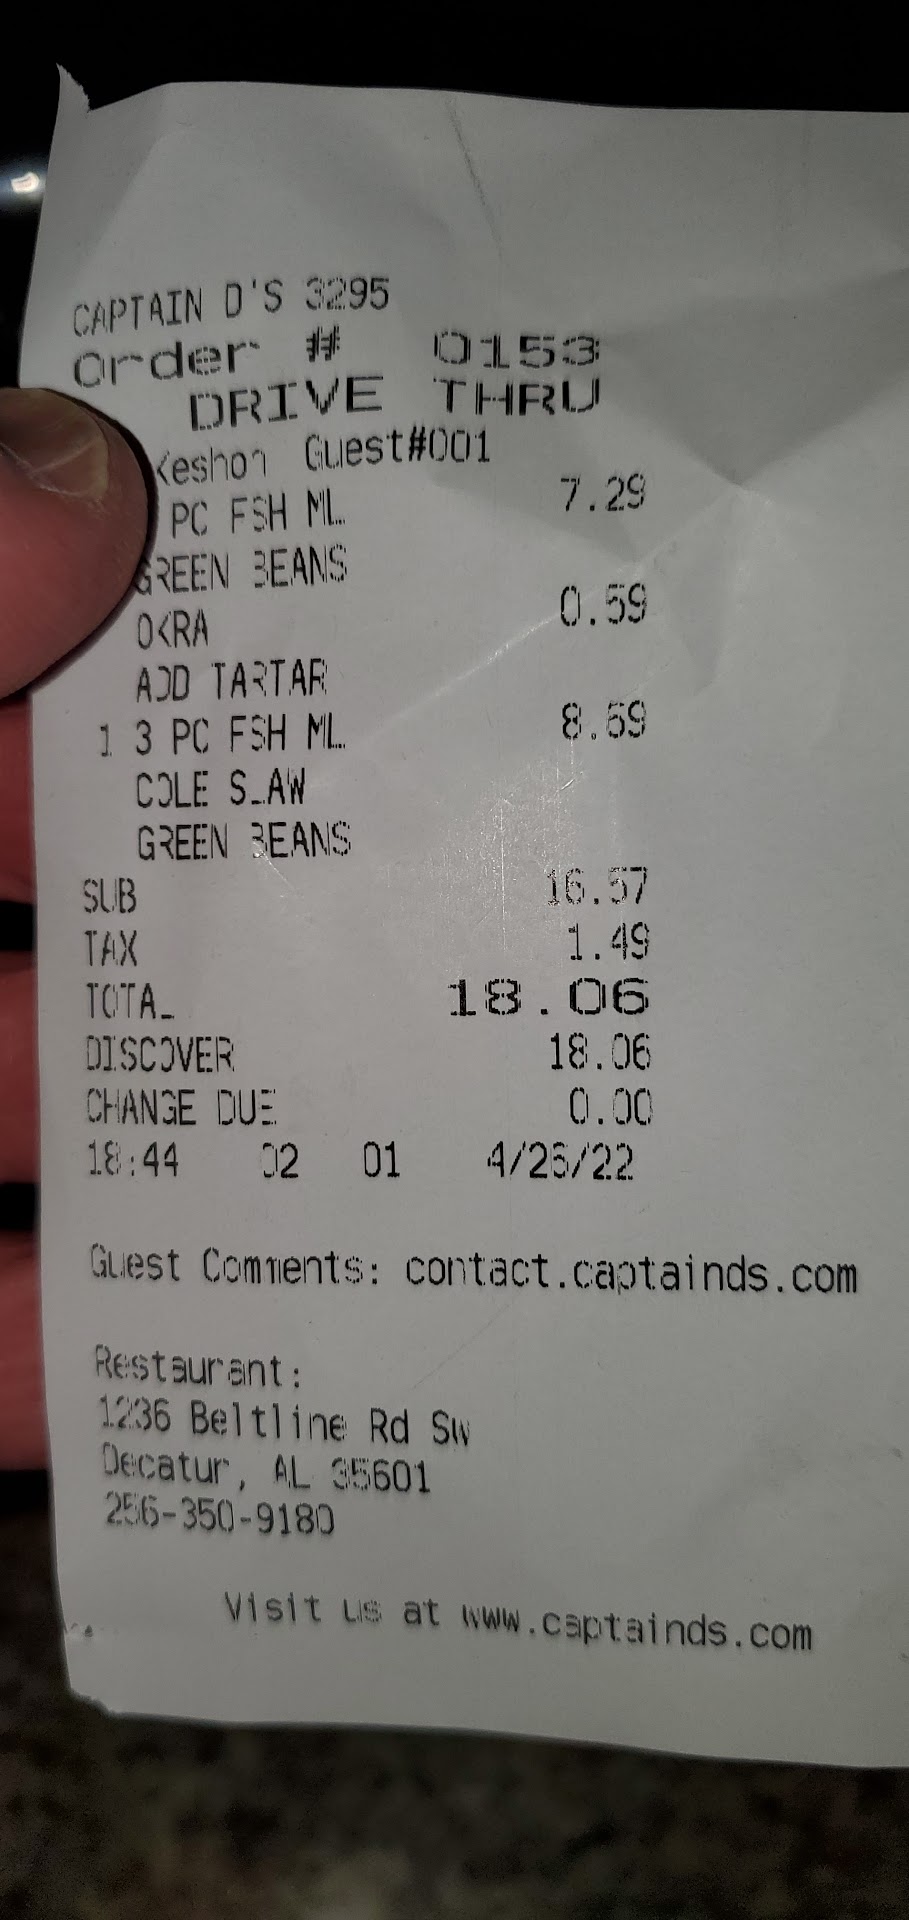 CAPTAIN D'S 3295
Order # 0153
DRIVE THRU
Keshon Guest#001
PC FSH ML 7.29
GREEN BEANS
OKRA 0.59
ADD TARTAR
1 3 PC FSH ML 8.69
COLE SLAW
GREEN BEANS
SUB 16.57
TAX 1.49
TOTAL 18.06
DISCOVER 18.06
CHANGE DUE 0.00
18:44 02 01 4/26/22
Guest Comments: contact.captainds.com
Restaurant:
1236 Beltline Rd Sw
Decatur, AL 35601
256-350-9180
Visit us at www.captainds.com